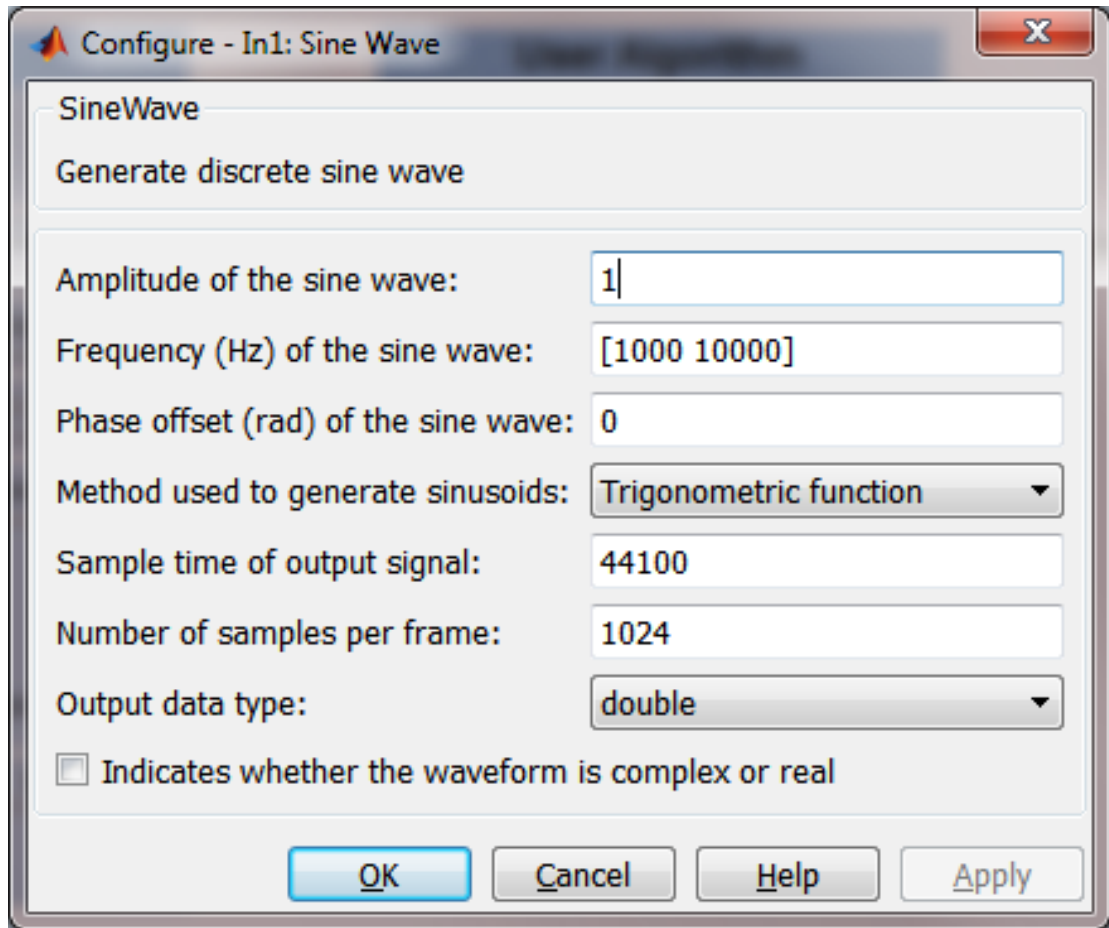 Configure - In1: Sine Wave
User Algorithm
X
SineWave
Generate discrete sine wave
Amplitude of the sine wave: 1
Frequency (Hz) of the sine wave: [1000 10000]
Phase offset (rad) of the sine wave: 0
Method used to generate sinusoids: Trigonometric function
Sample time of output signal: 44100
Number of samples per frame: 1024
Output data type: double
Indicates whether the waveform is complex or real
OK Cancel Help Apply